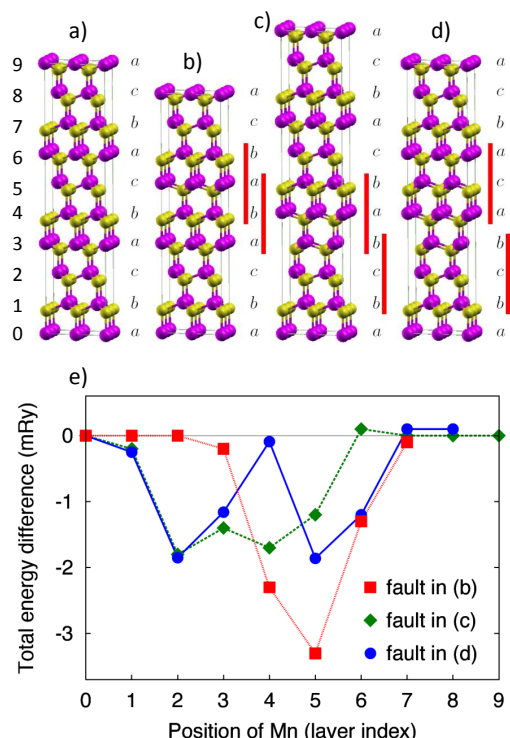 a)
b)
c)
d)
a
9 a c a
8 c a b c
7 b c a b
6 a b c a
5 c a b c
4 b b a a
3 a a b b
2 c c c c
1 b b b b
0 a a a a
e)
Total energy difference (mRy)
0
-1
-2
-3
fault in (b)
fault in (c)
fault in (d)
0 1 2 3 4 5 6 7 8 9
Position of Mn (layer index)